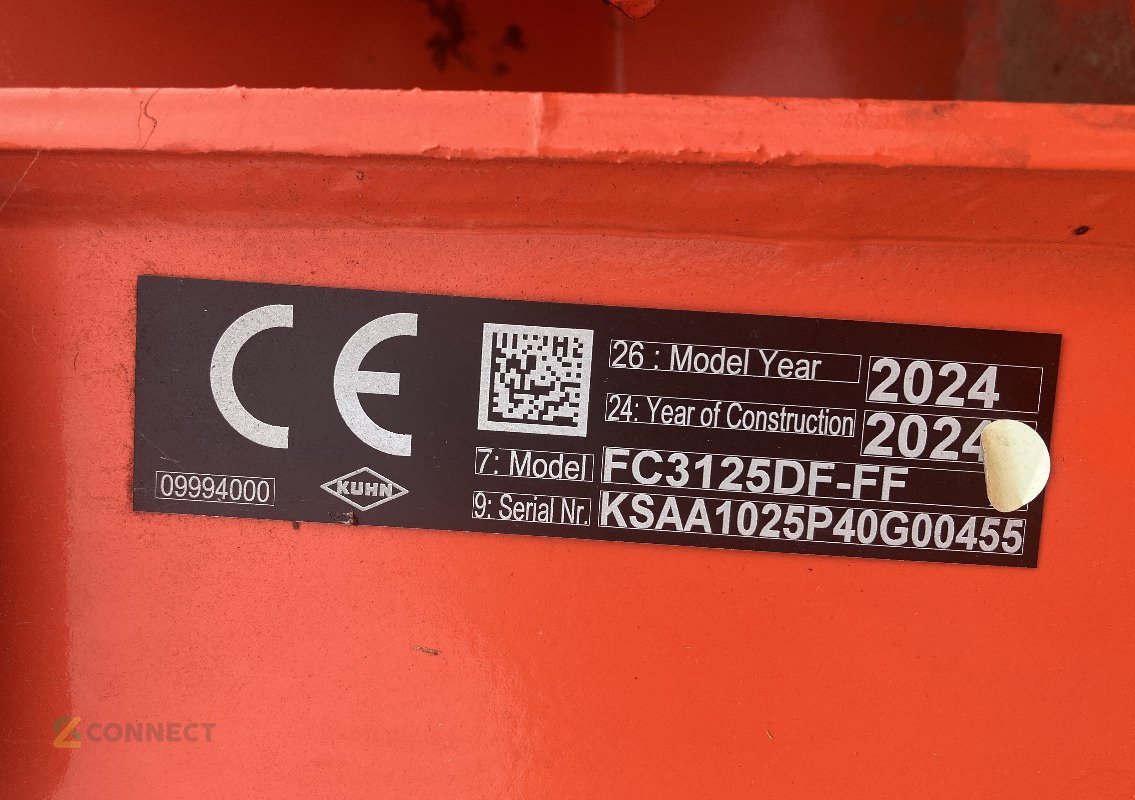 CE
26 : Model Year 2024
24: Year of Construction 2024
7: Model FC3125DF-FF
9: Serial Nr. KSAA1025P40G00455
09994000
KUHN
CONNECT